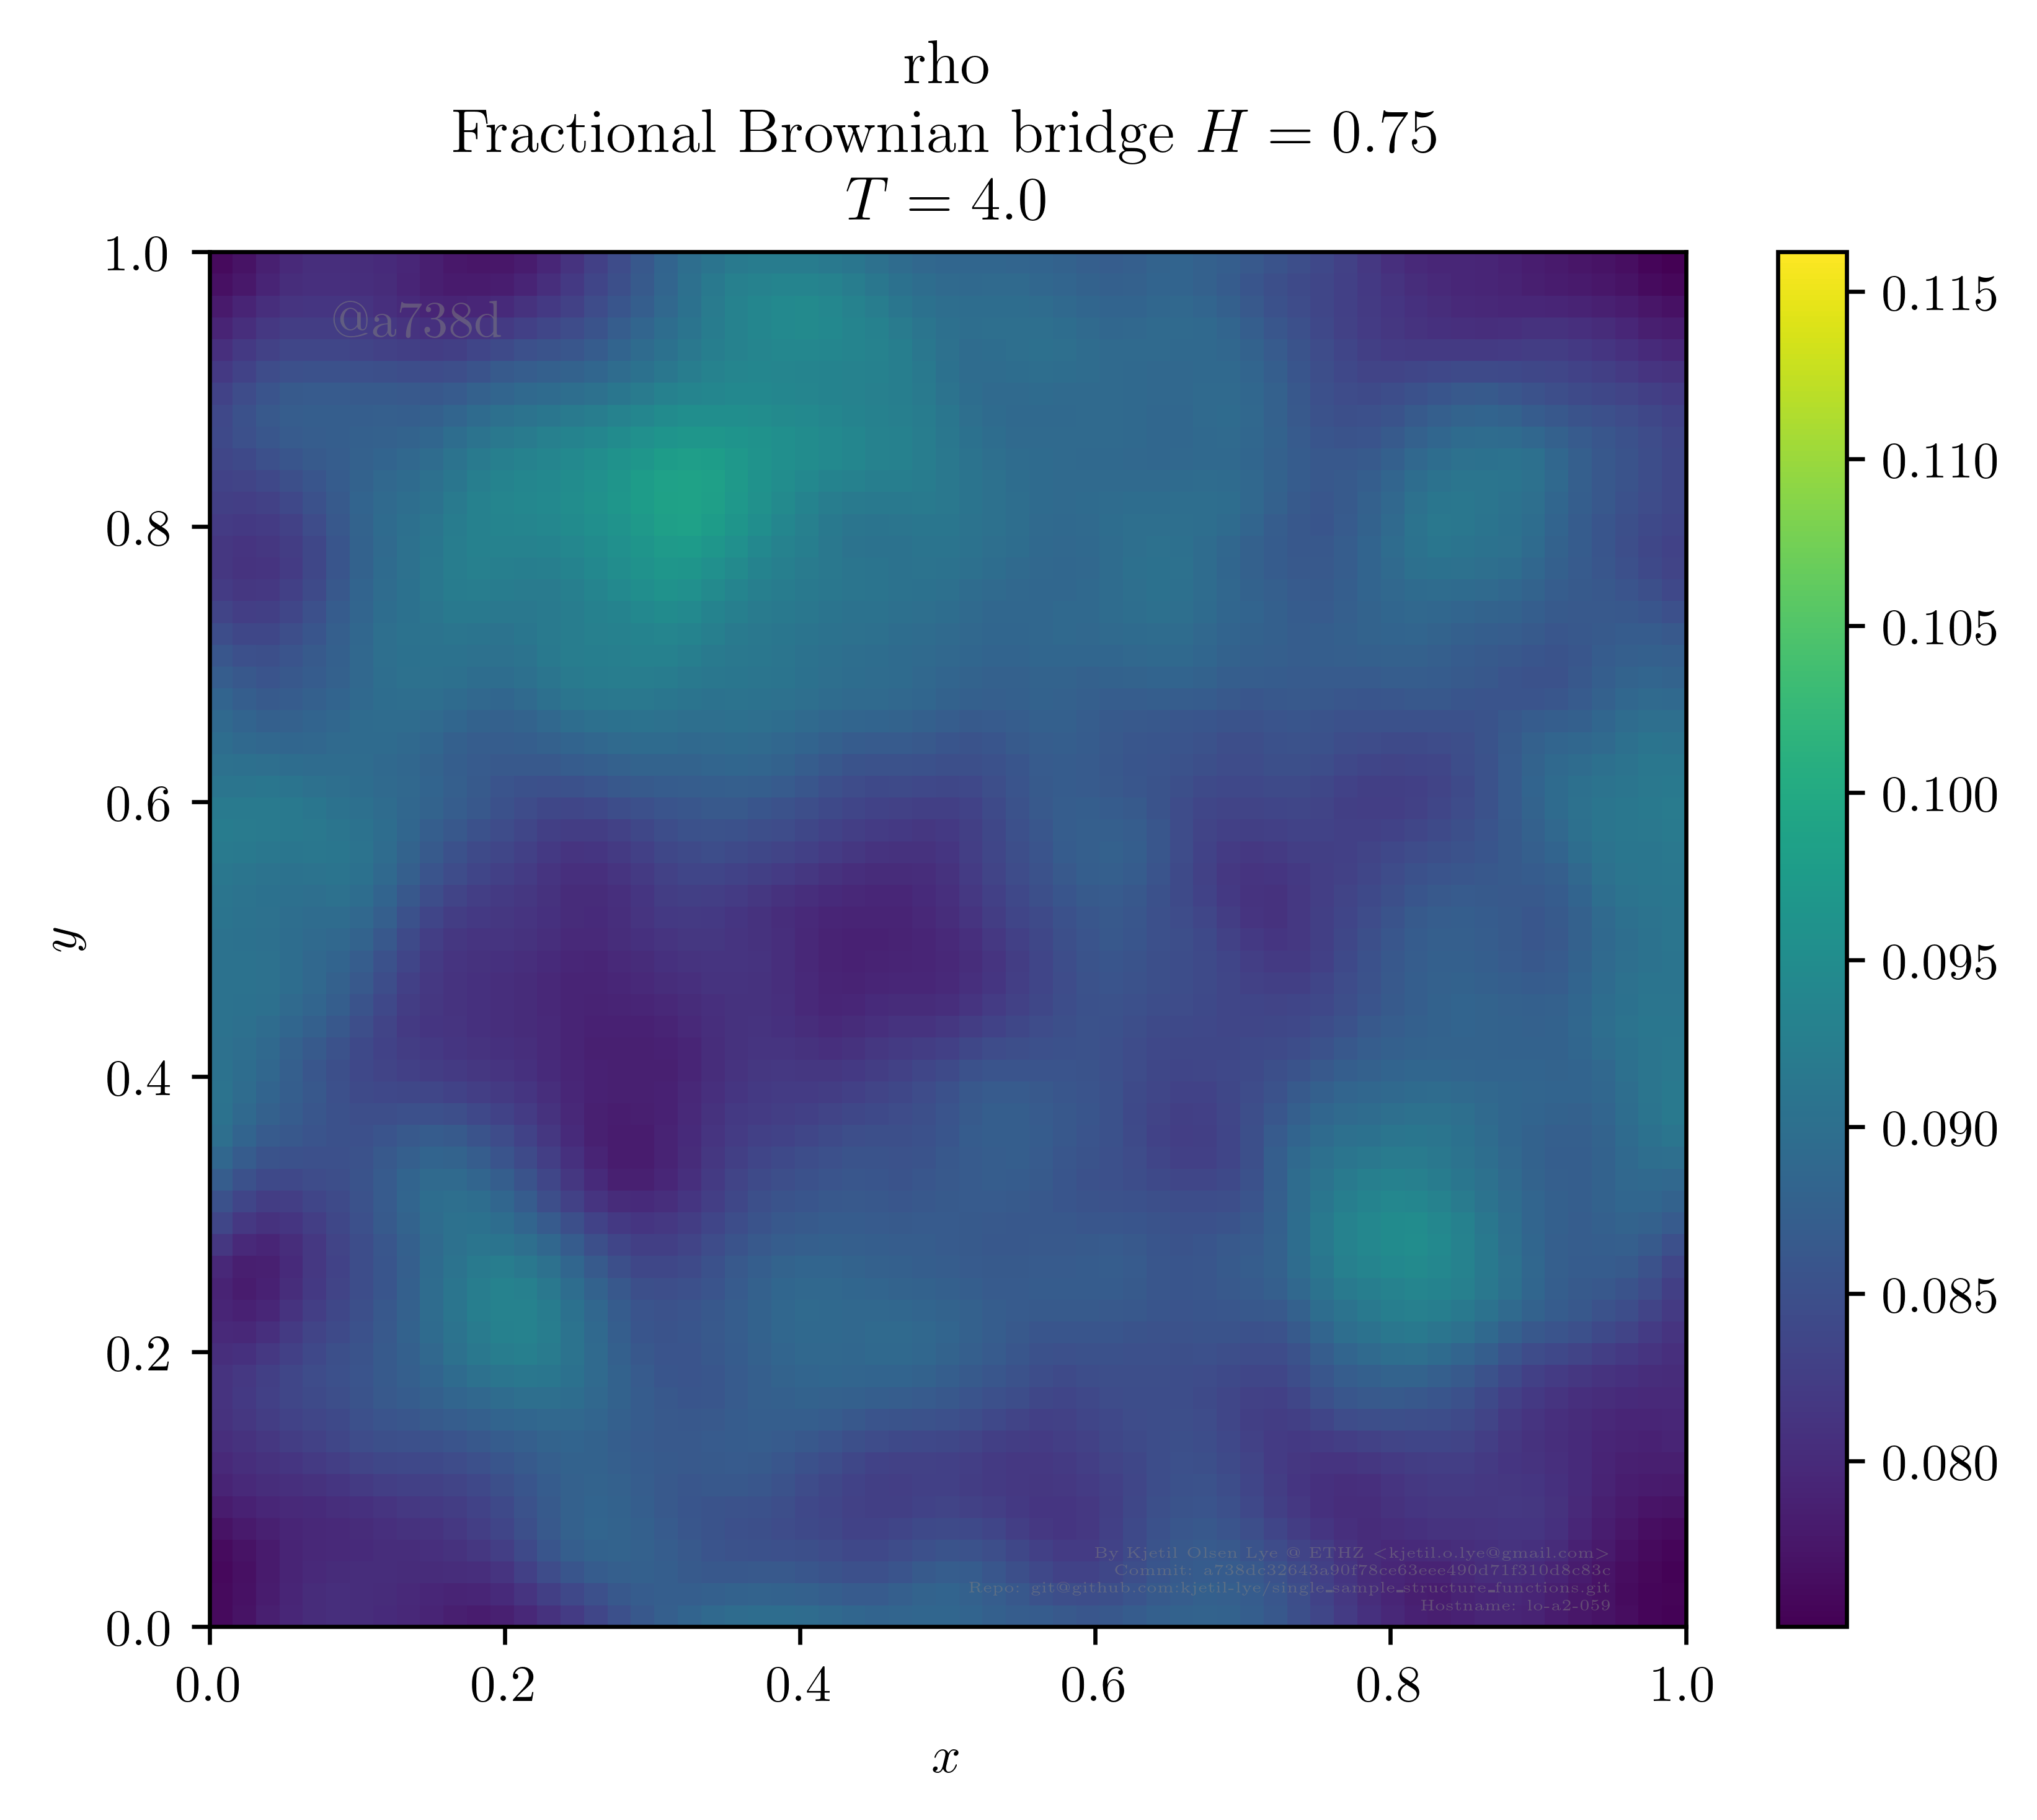 rho
Fractional Brownian bridge H = 0.75
T = 4.0
1.0
0.8
0.6
0.4
0.2
0.0
y
0.0 0.2 0.4 0.6 0.8 1.0
x
0.115
0.110
0.105
0.100
0.095
0.090
0.085
0.080
@a738d
By Kjetil Olsen Lye @ ETHZ <kjetil.o.lye@gmail.com>
Commit: a738dc32643a90f78ce63eee490d71f310d8c83c
Repo: git@github.com:kjetil-lye/single_sample_structure_functions.git
Hostname: lo-a2-059